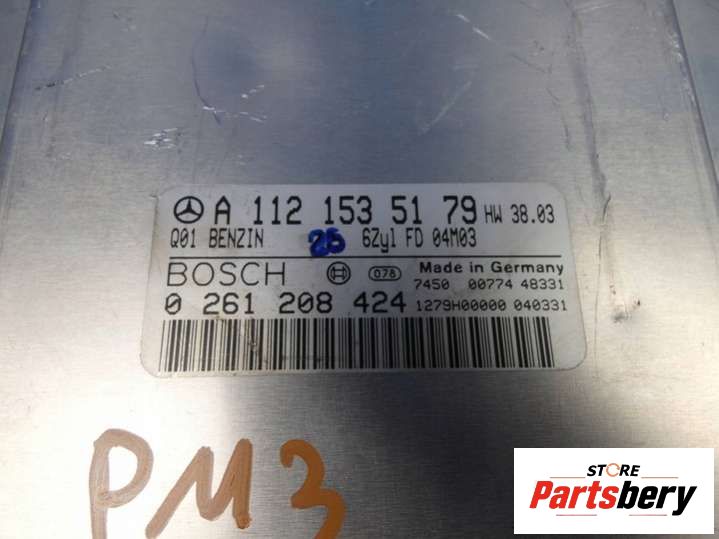 A 112 153 51 79 HW 38.03
Q01 BENZIN 26 6Zyl FD 04M03
BOSCH 078 Made in Germany
7450 00774 48331
0 261 208 424 1279H00000 040331
PM3
STORE
Partsbery